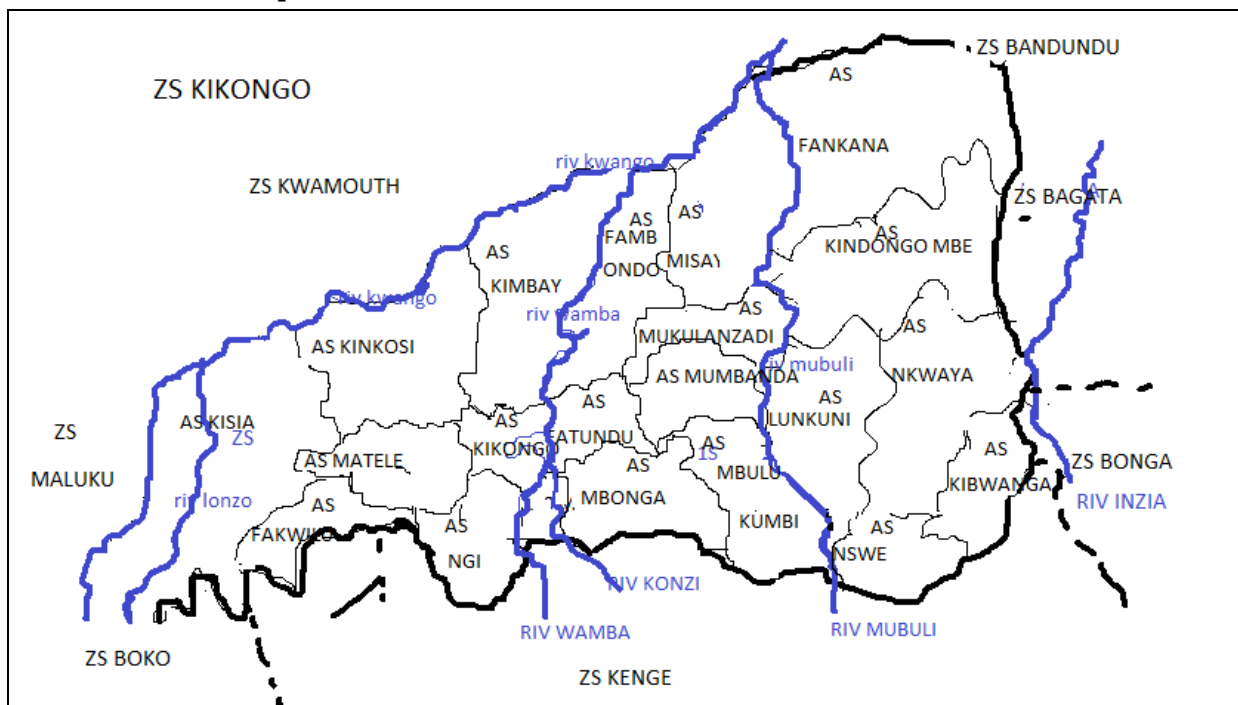 ZS BANDUNDU
AS
ZS KIKONGO
FANKANA
riv kwango
ZS KWAMOUTH
ZS BAGATA
AS
FAMB
ONDO
AS
MISAY
AS
KINDONGO MBE
AS
KIMBAY
riv kwango
riv wamba
AS
MUKULANZADI
AS
NKWAYA
AS KINKOSI
riv mubuli
AS MUMBANDA
AS
LUNKUNI
AS KISIA
ZS
ZS
MALUKU
AS
KIKONGO
AS
FATUNDU
AS
MBULU
KUMBI
1S
AS
KIBWANGA
ZS BONGA
AS MATELE
AS
MBONGA
RIV INZIA
riv lonzo
AS
FAKWILU
AS
NGI
AS
NSWE
RIV KONZI
RIV WAMBA
RIV MUBULI
ZS BOKO
ZS KENGE